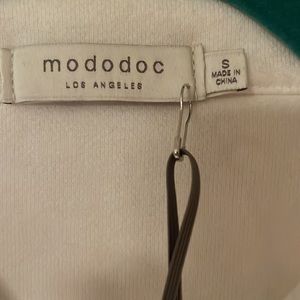 mododoc
LOS ANGELES
S
MADE IN
CHINA